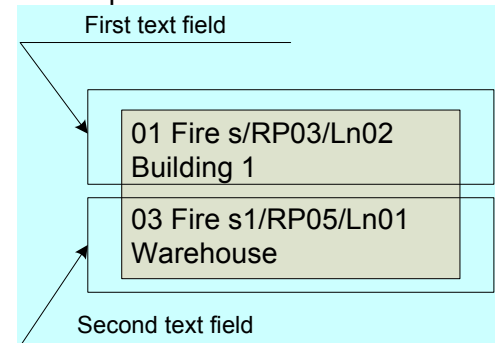 First text field
01 Fire s/RP03/Ln02
Building 1
03 Fire s1/RP05/Ln01
Warehouse
Second text field